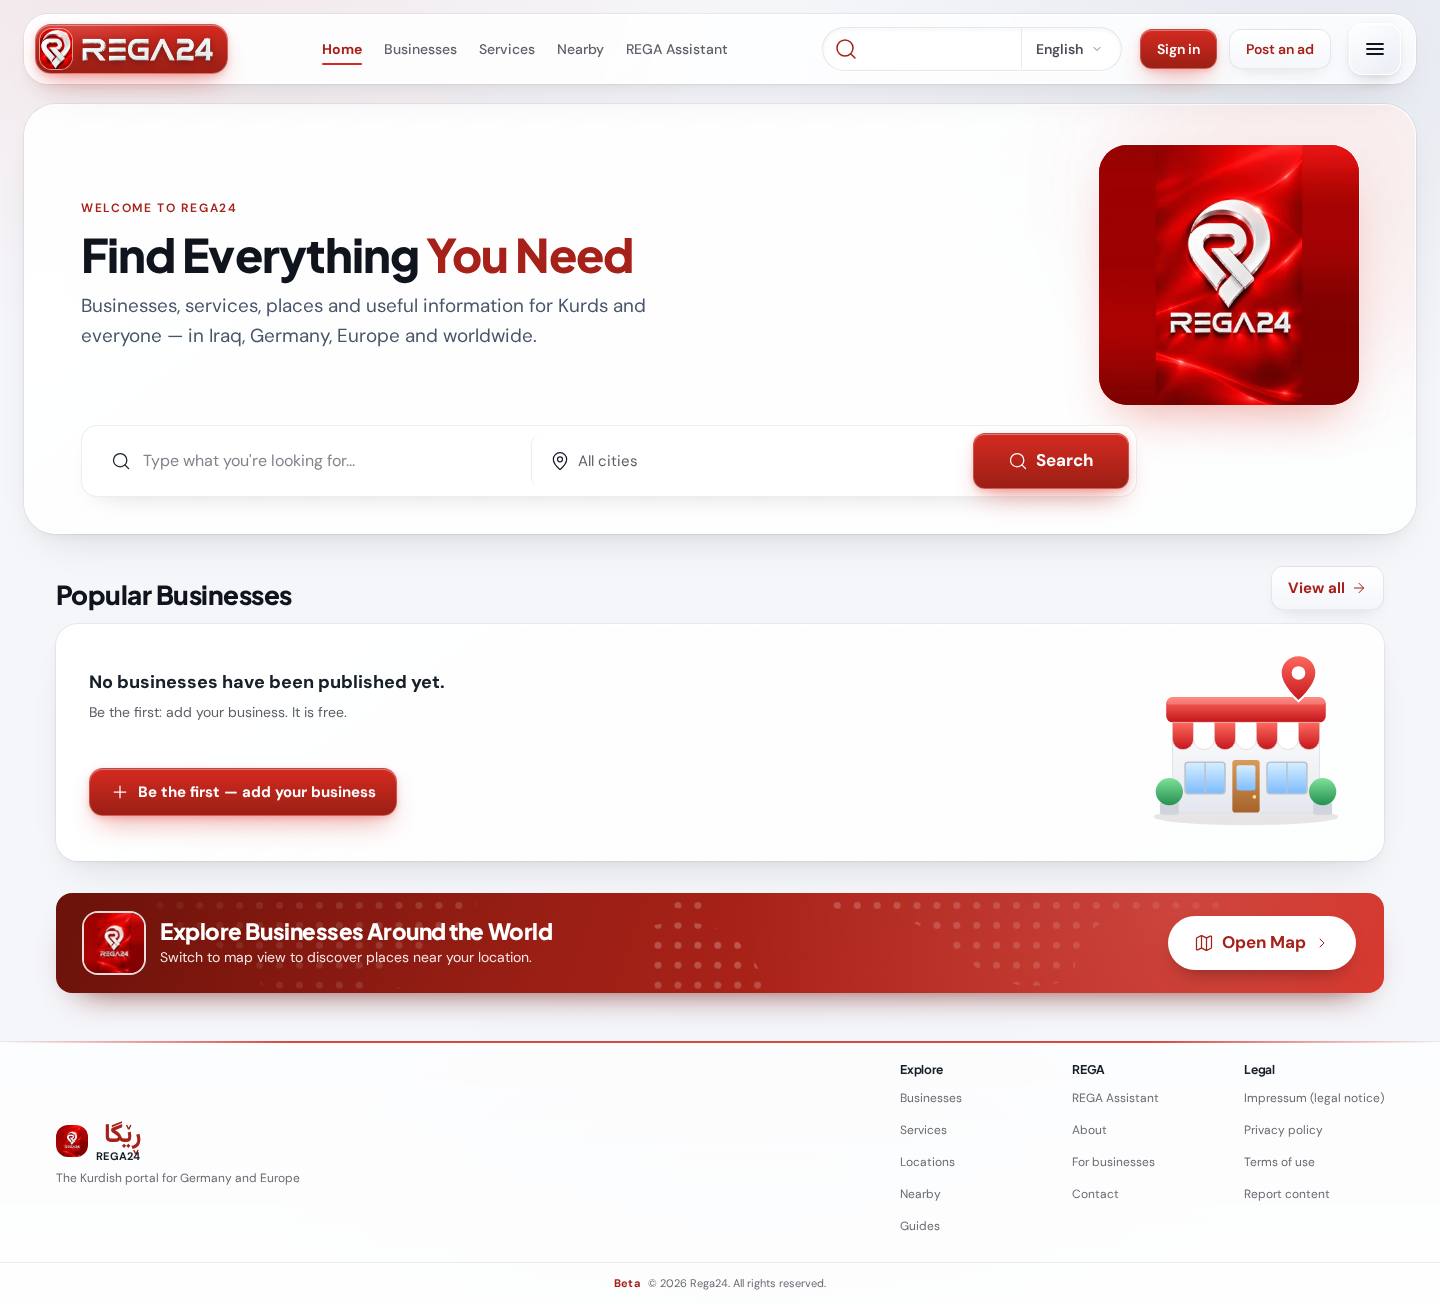 REGA24
Home
Businesses
Services
Nearby
REGA Assistant
English
Sign in
Post an ad
WELCOME TO REGA24
Find Everything You Need
Businesses, services, places and useful information for Kurds and
everyone — in Iraq, Germany, Europe and worldwide.
REGA24
Type what you're looking for...
All cities
Search
Popular Businesses
View all
No businesses have been published yet.
Be the first: add your business. It is free.
Be the first — add your business
REGA24
Explore Businesses Around the World
Switch to map view to discover places near your location.
Open Map
REGA24
ڕێگا
REGA24
The Kurdish portal for Germany and Europe
Explore
Businesses
Services
Locations
Nearby
Guides
REGA
REGA Assistant
About
For businesses
Contact
Legal
Impressum (legal notice)
Privacy policy
Terms of use
Report content
Beta © 2026 Rega24. All rights reserved.